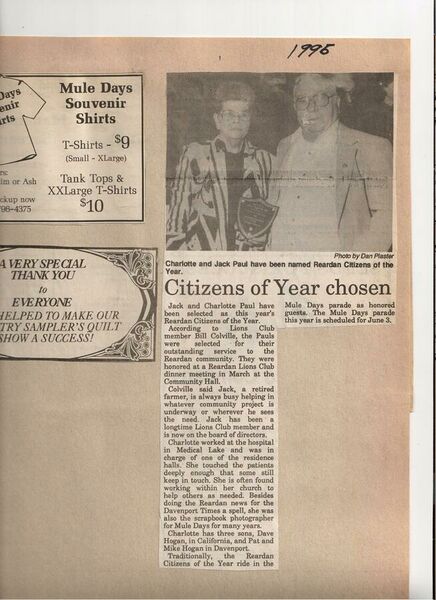 1995
Days
enir
rts
Mule Days
Souvenir
Shirts
T-Shirts - $9
(Small - XLarge)
Tank Tops &
XXLarge T-Shirts
$10
im or Ash
ckup now
98-4375
A VERY SPECIAL
THANK YOU
to
EVERYONE
HELPED TO MAKE OUR
TRY SAMPLER'S QUILT
SHOW A SUCCESS!
Photo by Dan Plaster
Charlotte and Jack Paul have been named Reardan Citizens of the
Year.
Citizens of Year chosen
Jack and Charlotte Paul have
been selected as this year's
Reardan Citizens of the Year.
According to Lions Club
member Bill Colville, the Pauls
were selected for their
outstanding service to the
Reardan community. They were
honored at a Reardan Lions Club
dinner meeting in March at the
Community Hall.
Colville said Jack, a retired
farmer, is always busy helping in
whatever community project is
underway or wherever he sees
the need. Jack has been a
longtime Lions Club member and
is now on the board of directors.
Charlotte worked at the hospital
in Medical Lake and was in
charge of one of the residence
halls. She touched the patients
deeply enough that some still
keep in touch. She is often found
working within her church to
help others as needed. Besides
doing the Reardan news for the
Davenport Times a spell, she was
also the scrapbook photographer
for Mule Days for many years.
Charlotte has three sons, Dave
Hogan, in California, and Pat and
Mike Hogan in Davenport.
Traditionally, the Reardan
Citizens of the Year ride in the
Mule Days parade as honored
guests. The Mule Days parade
this year is scheduled for June 3.